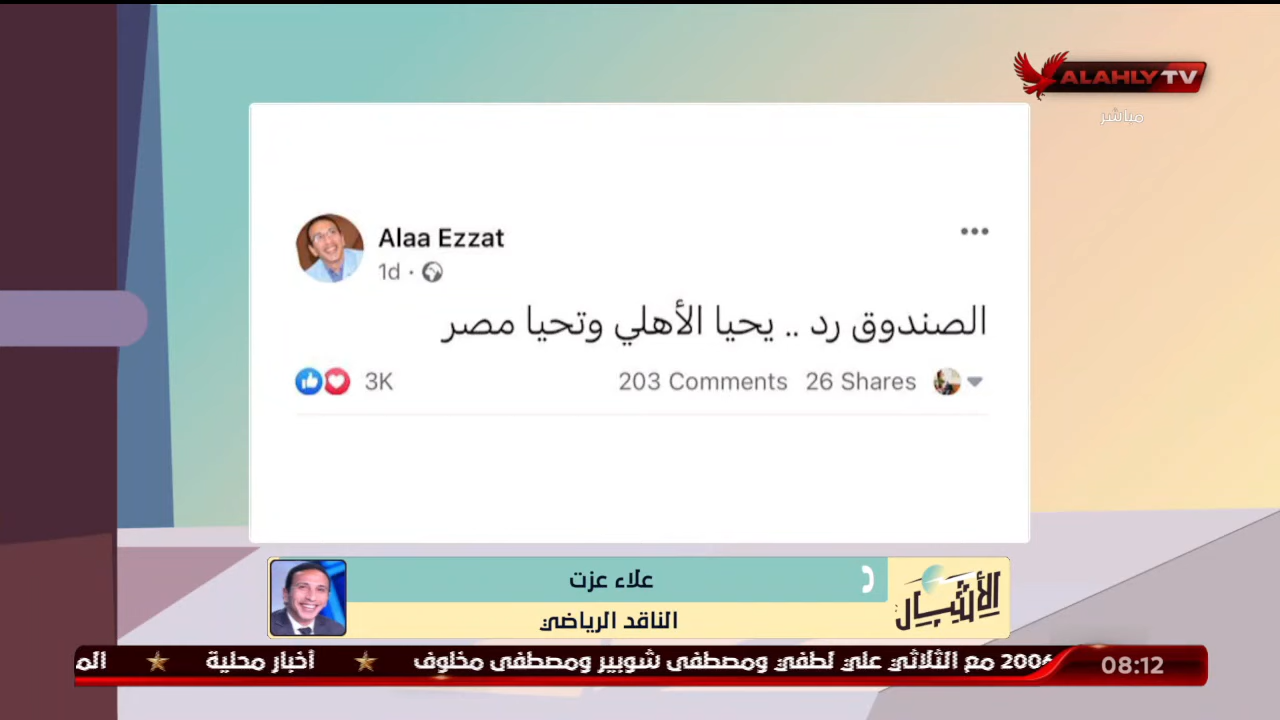 ALAHLY TV
مباشر
Alaa Ezzat
1d ·
الصندوق رد .. يحيا الأهلي وتحيا مصر
3K
203 Comments 26 Shares
علاء عزت
الناقد الرياضي
الأشبال
2006 مع الثلاثي علي لطفي ومصطفى شوبير ومصطفى مخلوف ★ أخبار محلية ★
08:12